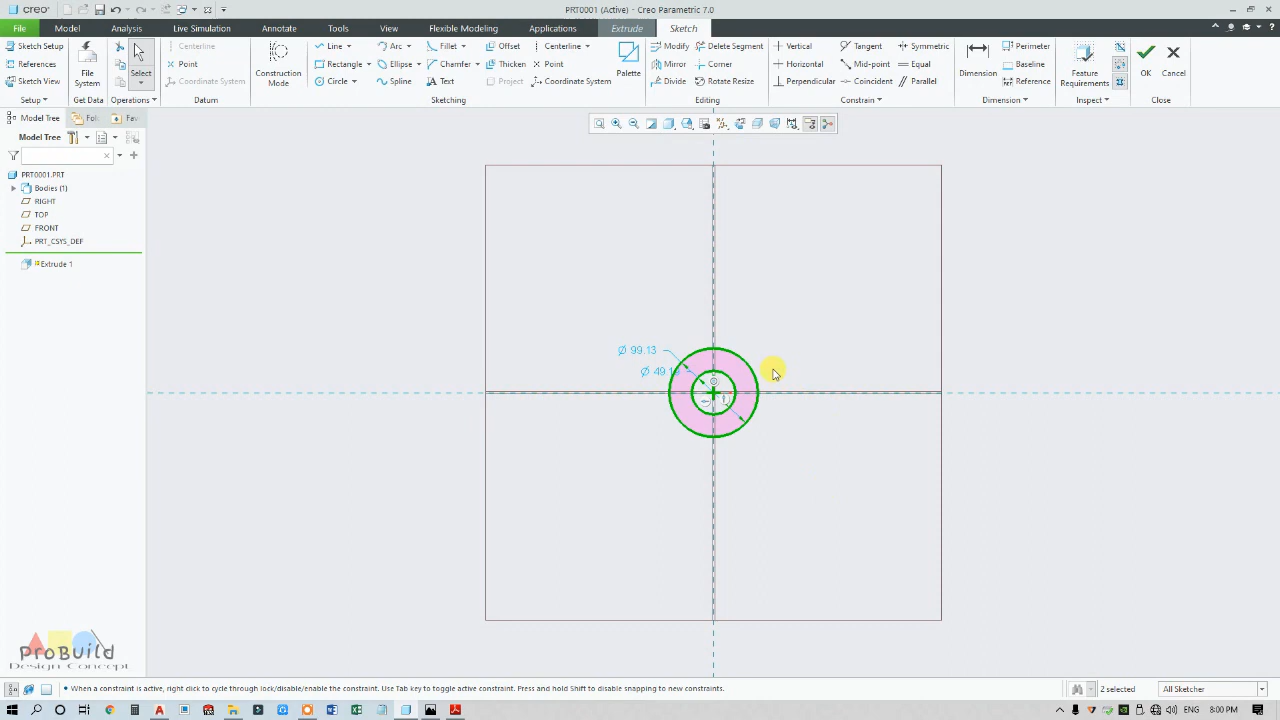 creo
PRT0001 (Active) - Creo Parametric 7.0
File Model Analysis Live Simulation Annotate Tools View Flexible Modeling Applications Extrude Sketch
Sketch Setup
References
Sketch View
Setup
File System
Get Data
Select
Operations
Centerline
Point
Coordinate System
Datum
Construction Mode
Line Arc Fillet Offset Centerline
Rectangle Ellipse Chamfer Thicken Point
Circle Spline Text Project Coordinate System
Palette
Sketching
Modify Delete Segment
Mirror Corner
Divide Rotate Resize
Editing
Vertical Tangent Symmetric
Horizontal Mid-point Equal
Perpendicular Coincident Parallel
Constrain
Dimension
Perimeter
Baseline
Reference
Dimension
Feature Requirements
Inspect
OK Cancel
Close
Model Tree Fol Fav
Model Tree
PRT0001.PRT
Bodies (1)
RIGHT
TOP
FRONT
PRT_CSYS_DEF
Extrude 1
Ø 99.13
ProBuild
Design Concept
When a constraint is active, right click to cycle through lock/disable/enable the constraint. Use Tab key to toggle active constraint. Press and hold Shift to disable snapping to new constraints.
2 selected
All Sketcher
ENG 8:00 PM